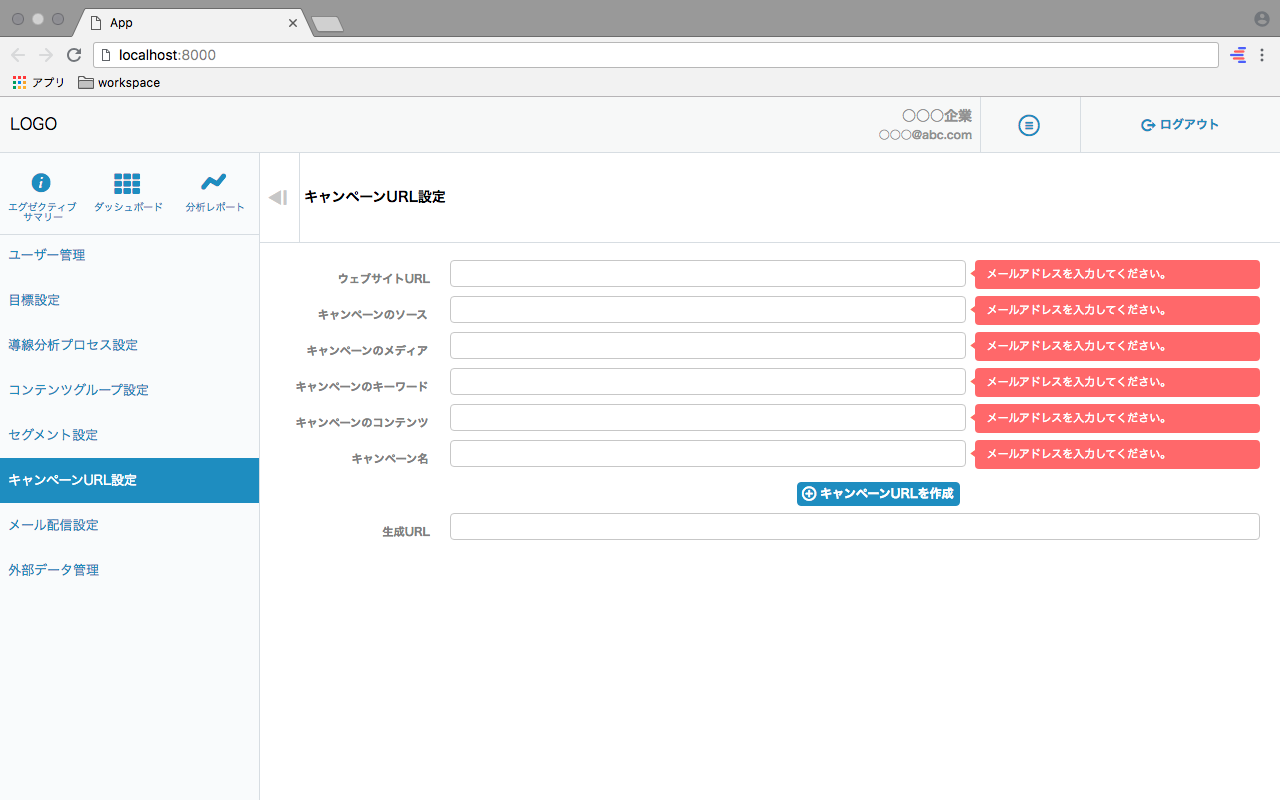 App
localhost:8000
アプリ
workspace
LOGO
〇〇〇企業
〇〇〇@abc.com
ログアウト
エグゼクティブ
サマリー
ダッシュボード
分析レポート
キャンペーンURL設定
ユーザー管理
目標設定
導線分析プロセス設定
コンテンツグループ設定
セグメント設定
キャンペーンURL設定
メール配信設定
外部データ管理
ウェブサイトURL
メールアドレスを入力してください。
キャンペーンのソース
メールアドレスを入力してください。
キャンペーンのメディア
メールアドレスを入力してください。
キャンペーンのキーワード
メールアドレスを入力してください。
キャンペーンのコンテンツ
メールアドレスを入力してください。
キャンペーン名
メールアドレスを入力してください。
キャンペーンURLを作成
生成URL